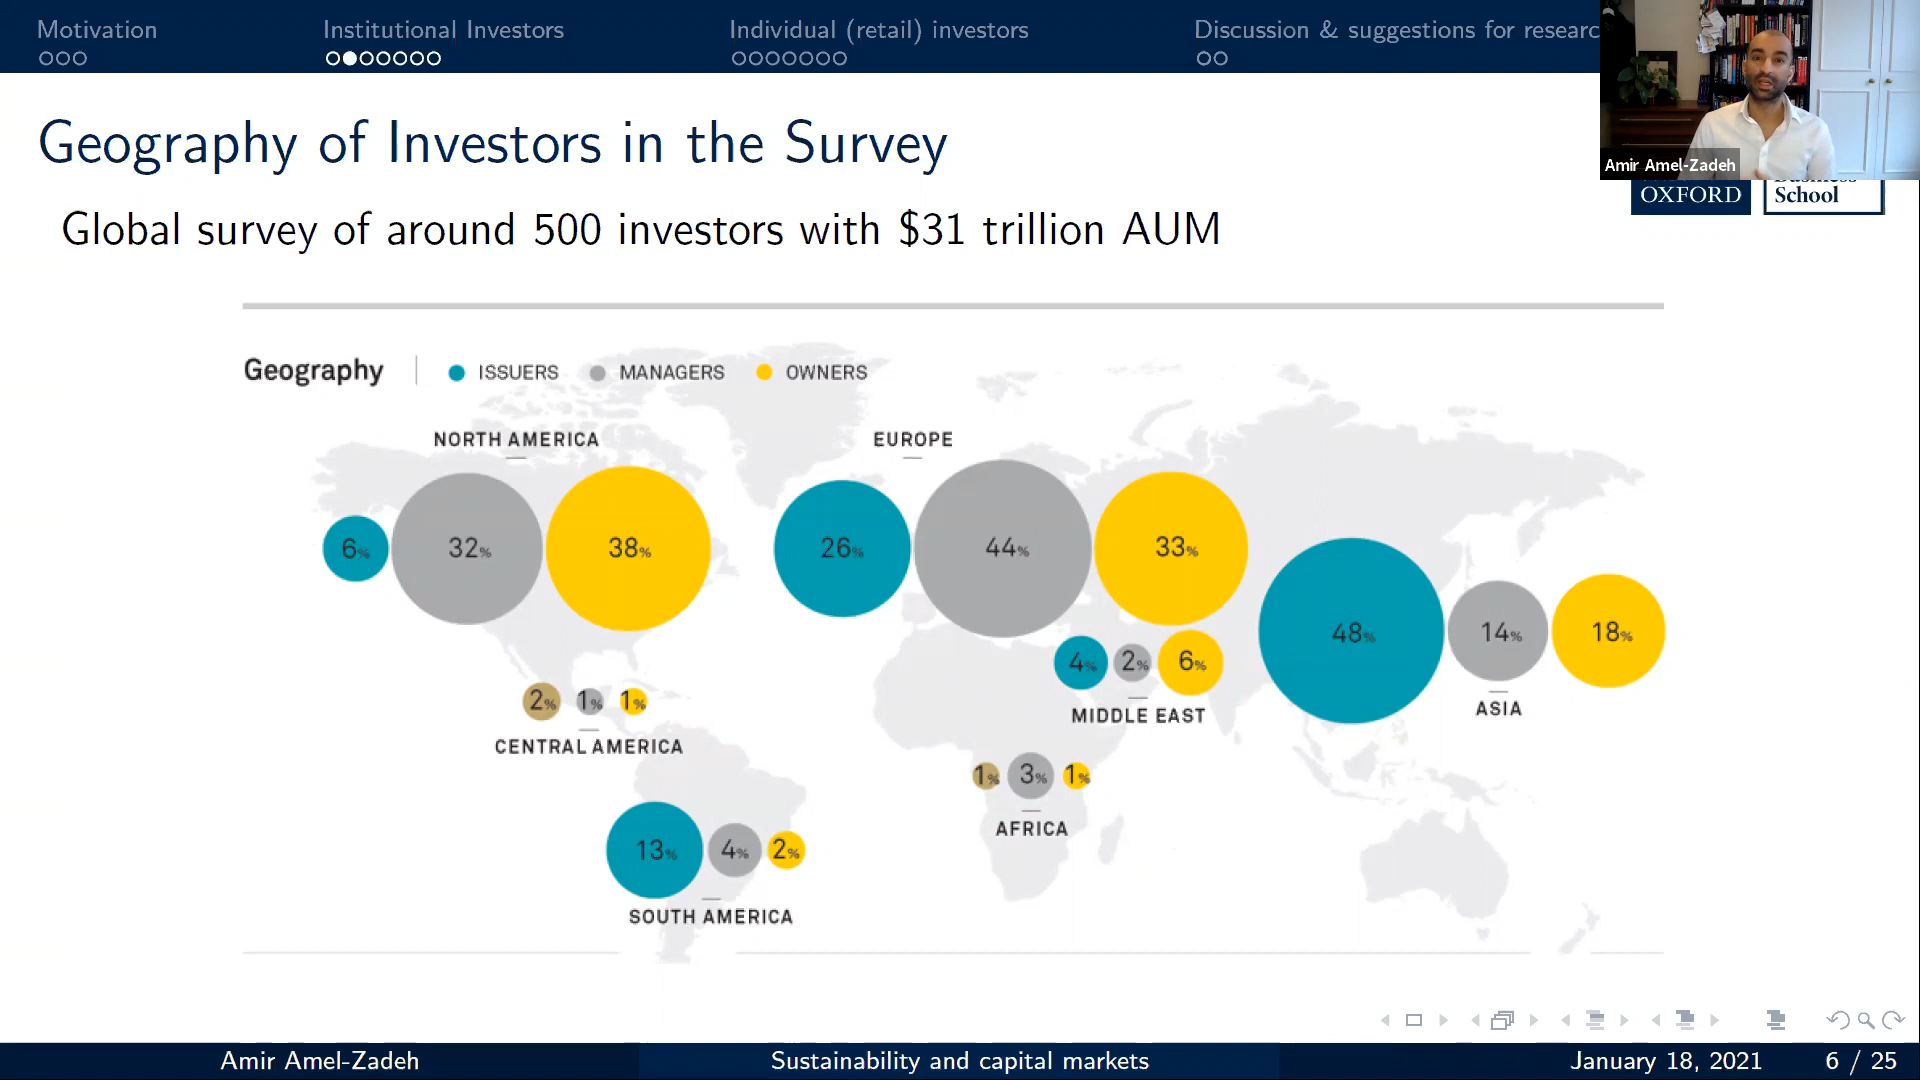 Motivation
Institutional Investors
Individual (retail) investors
Discussion & suggestions for researc
Amir Amel-Zadeh
OXFORD
School
Geography of Investors in the Survey
Global survey of around 500 investors with $31 trillion AUM
Geography
ISSUERS
MANAGERS
OWNERS
NORTH AMERICA
6%
32%
38%
EUROPE
26%
44%
33%
48%
14%
18%
ASIA
4%
2%
6%
MIDDLE EAST
2%
1%
1%
CENTRAL AMERICA
1%
3%
1%
AFRICA
13%
4%
2%
SOUTH AMERICA
Amir Amel-Zadeh
Sustainability and capital markets
January 18, 2021
6 / 25